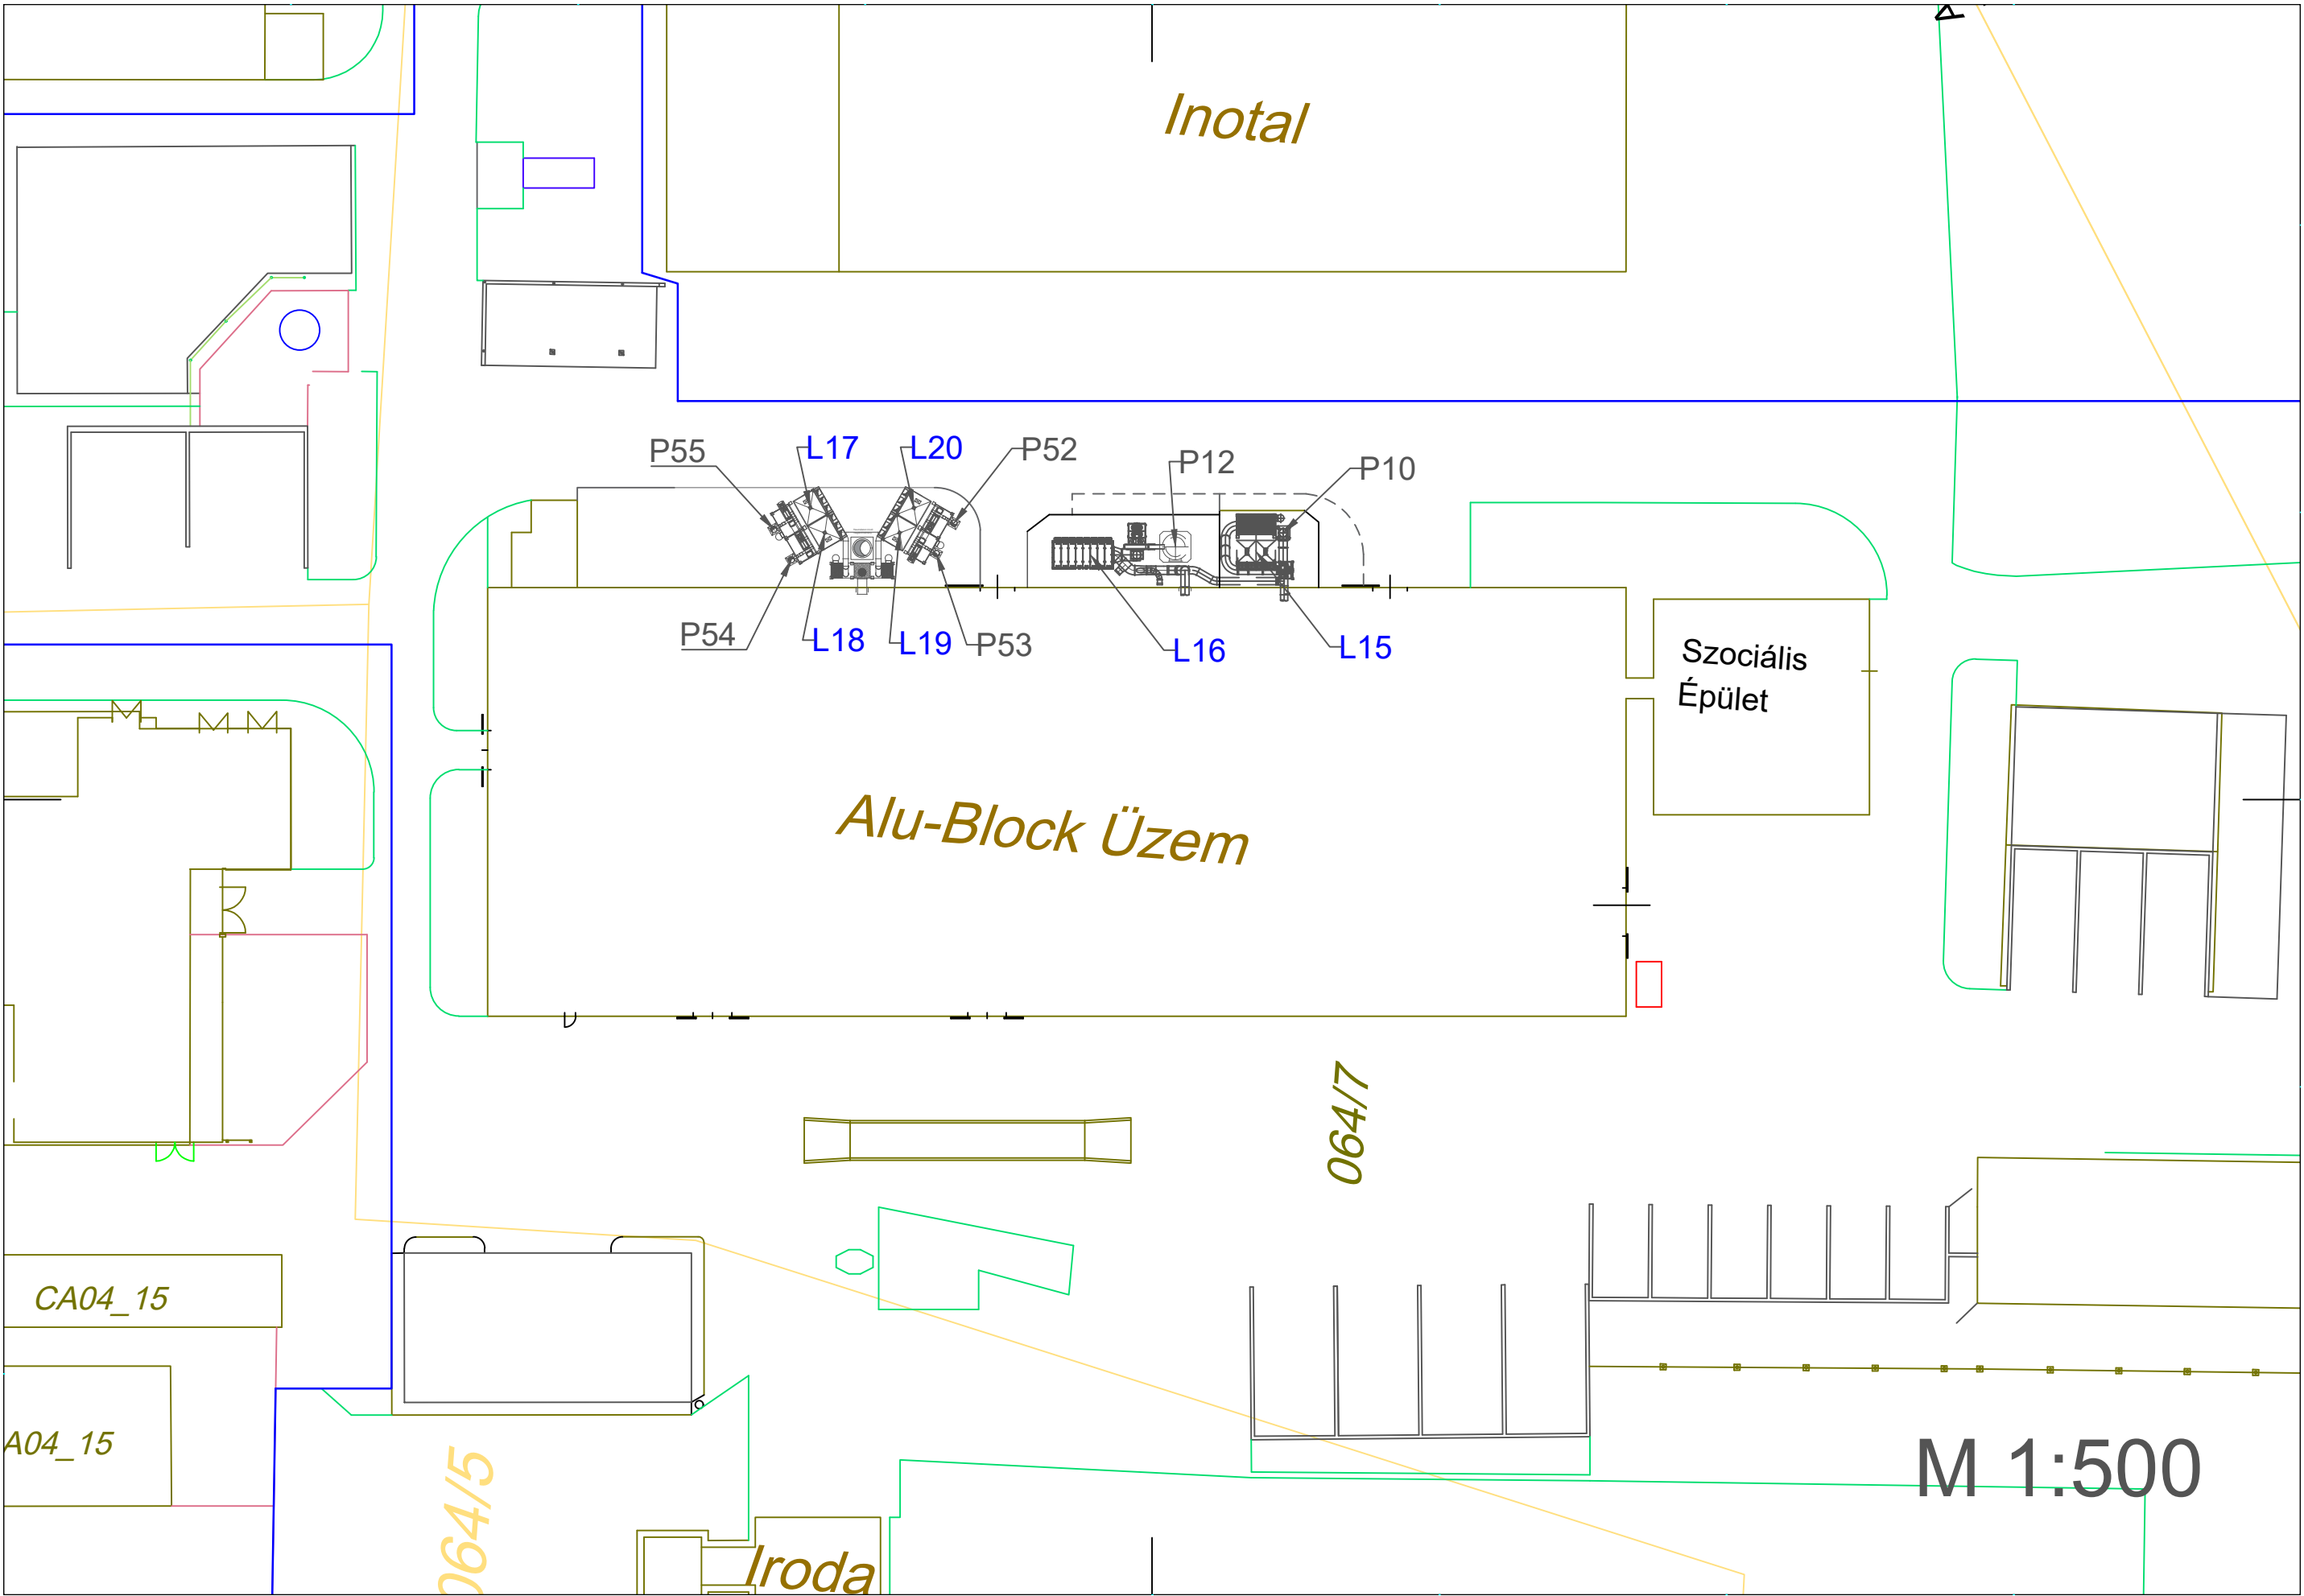 Inotal
P55
L17
L20
P52
P12
P10
P54
L18
L19
P53
L16
L15
Szociális
Épület
Alu-Block Üzem
064/7
CA04_15
A04_15
064/5
Iroda
M 1:500